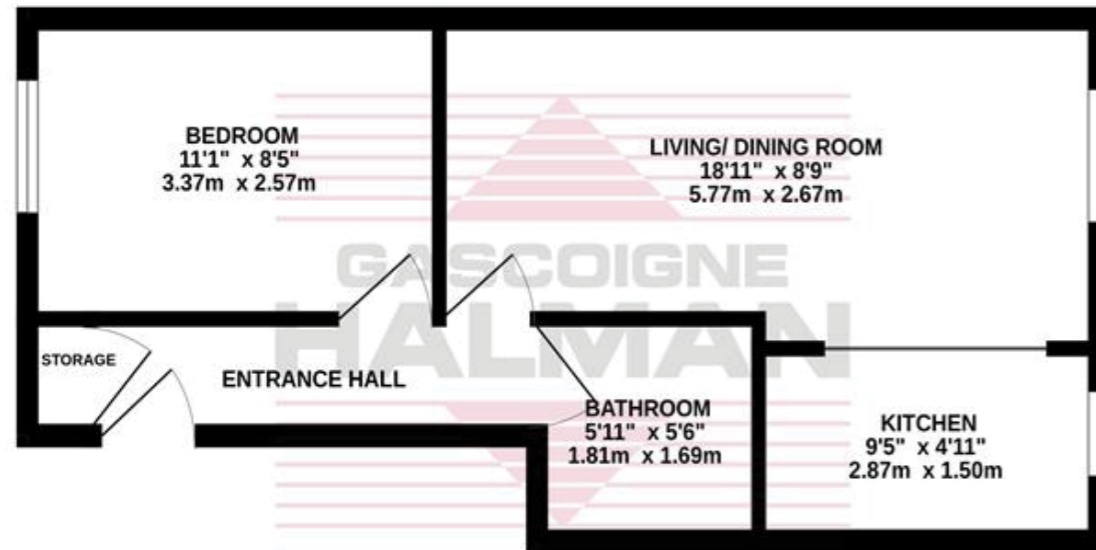 BEDROOM
11'1" x 8'5"
3.37m x 2.57m
LIVING/ DINING ROOM
18'11" x 8'9"
5.77m x 2.67m
GASCOIGNE
HALMAN
STORAGE
ENTRANCE HALL
BATHROOM
5'11" x 5'6"
1.81m x 1.69m
KITCHEN
9'5" x 4'11"
2.87m x 1.50m